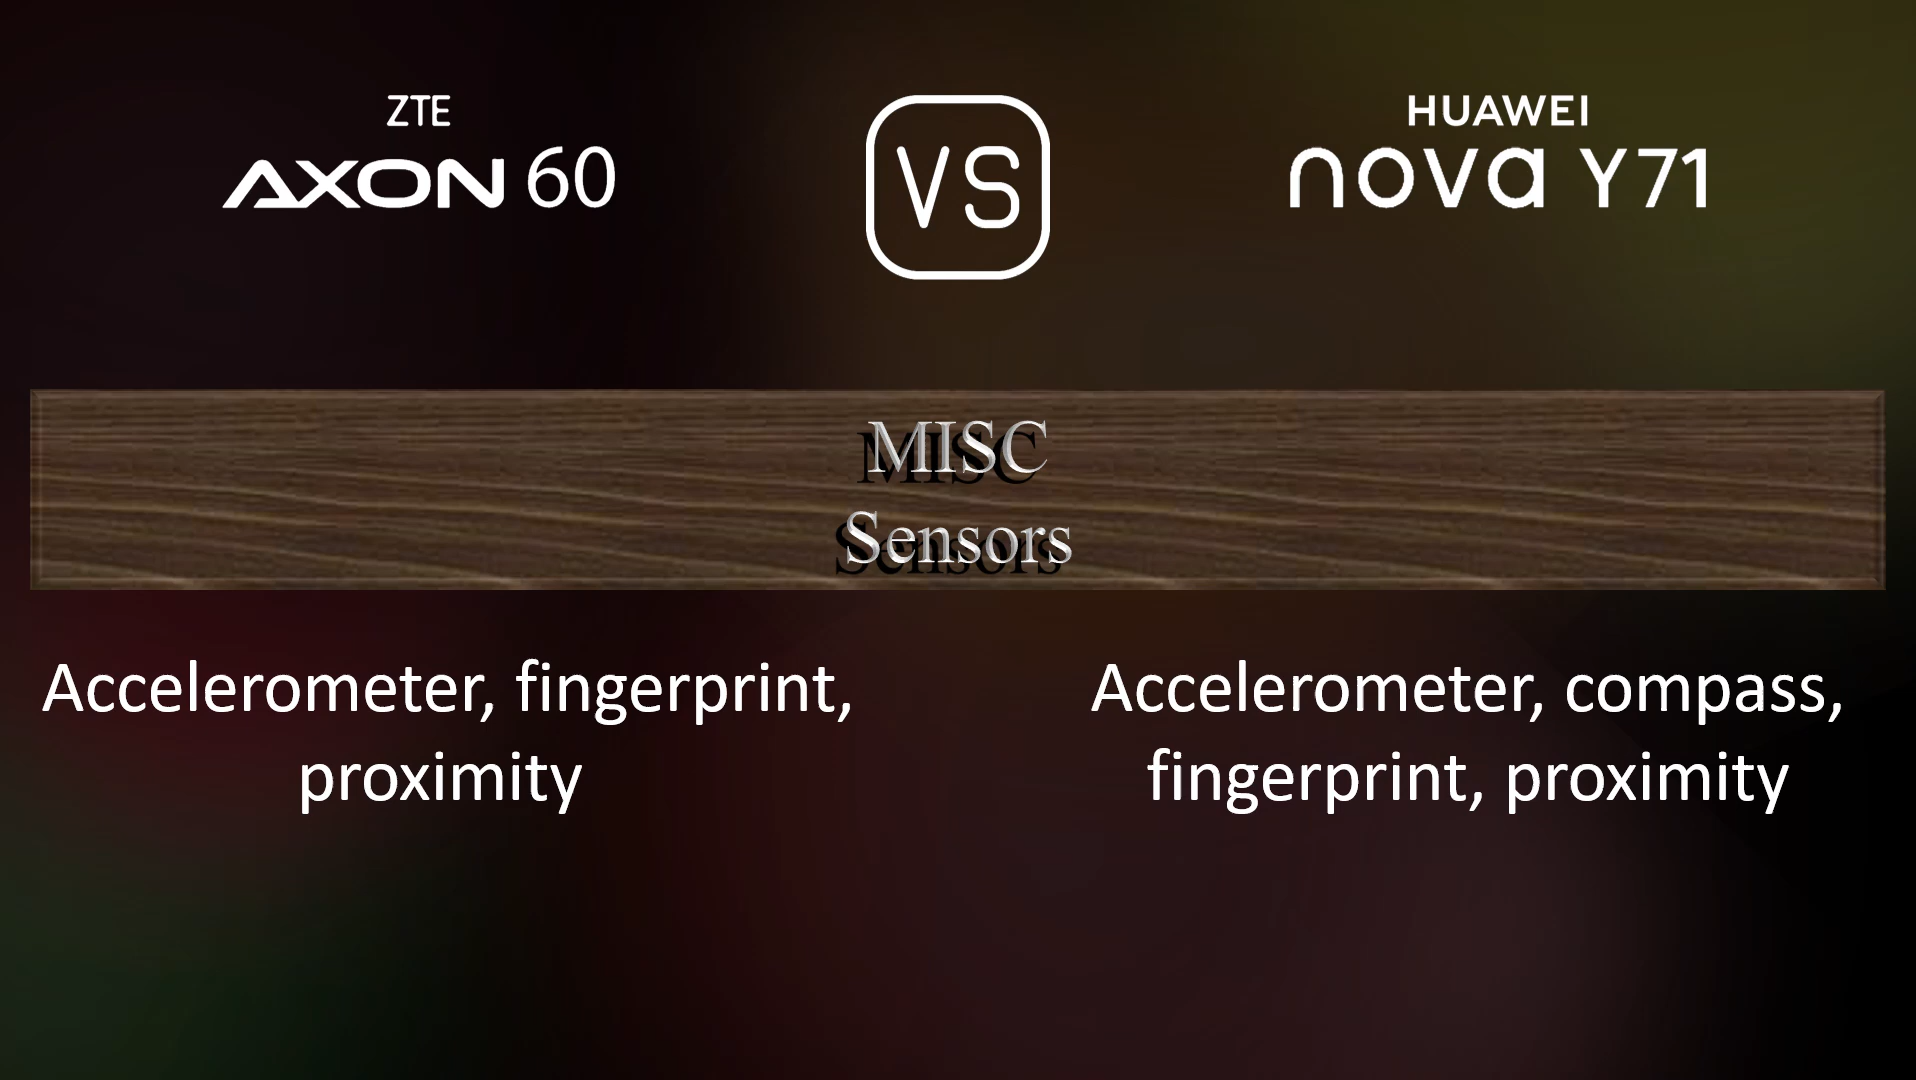 ZTE
AXON 60
VS
HUAWEI
nova Y71
MISC
Sensors
Accelerometer, fingerprint,
proximity
Accelerometer, compass,
fingerprint, proximity